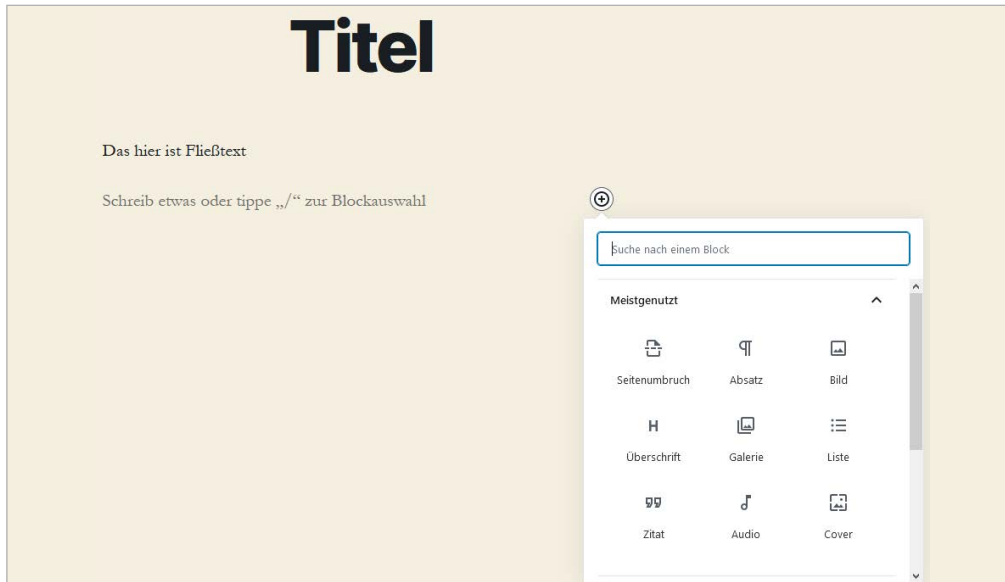 Titel
Das hier ist Fließtext
Schreib etwas oder tippe „/“ zur Blockauswahl
Suche nach einem Block
Meistgenutzt
Seitenumbruch Absatz Bild
Überschrift Galerie Liste
Zitat Audio Cover